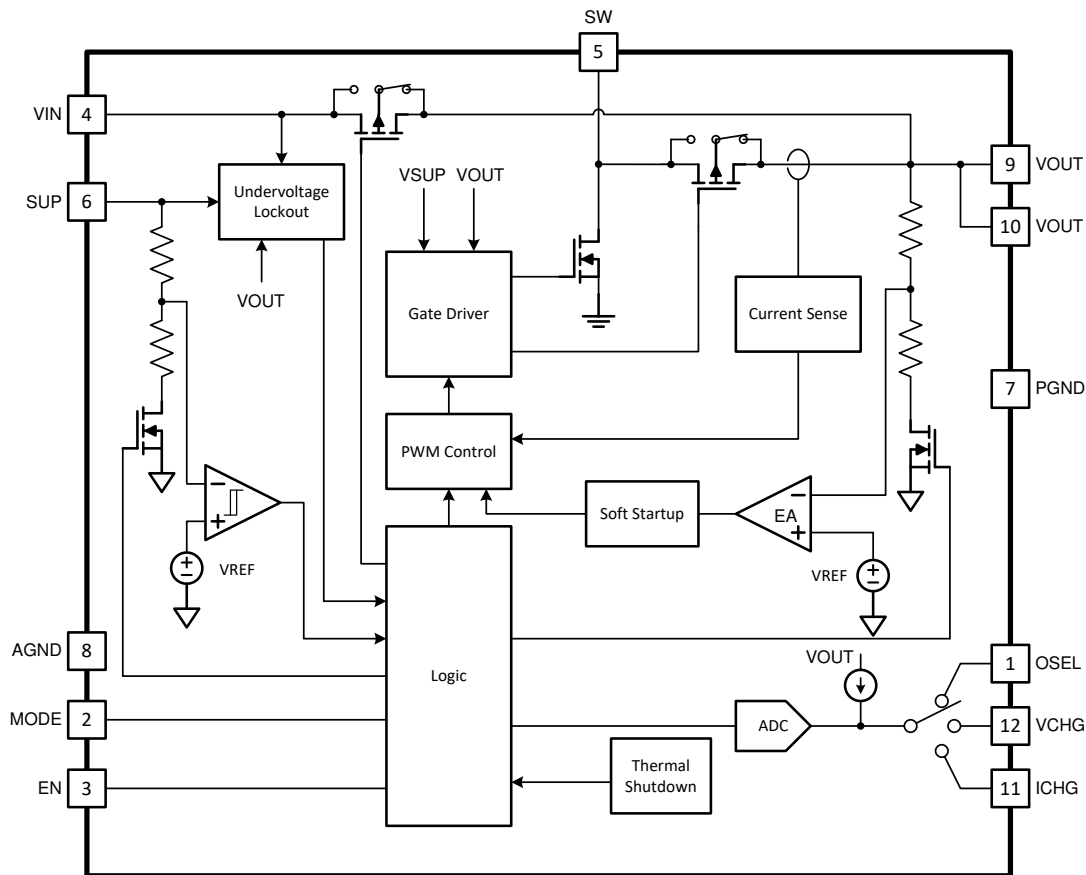 SW
5
VIN
4
SUP
6
Undervoltage
Lockout
VOUT
VSUP
VOUT
Gate Driver
Current Sense
9
VOUT
10
VOUT
7
PGND
PWM Control
Soft Startup
EA
−
+
+
−
VREF
−
+
+
−
VREF
AGND
8
MODE
2
EN
3
Logic
Thermal
Shutdown
ADC
VOUT
1
OSEL
12
VCHG
11
ICHG